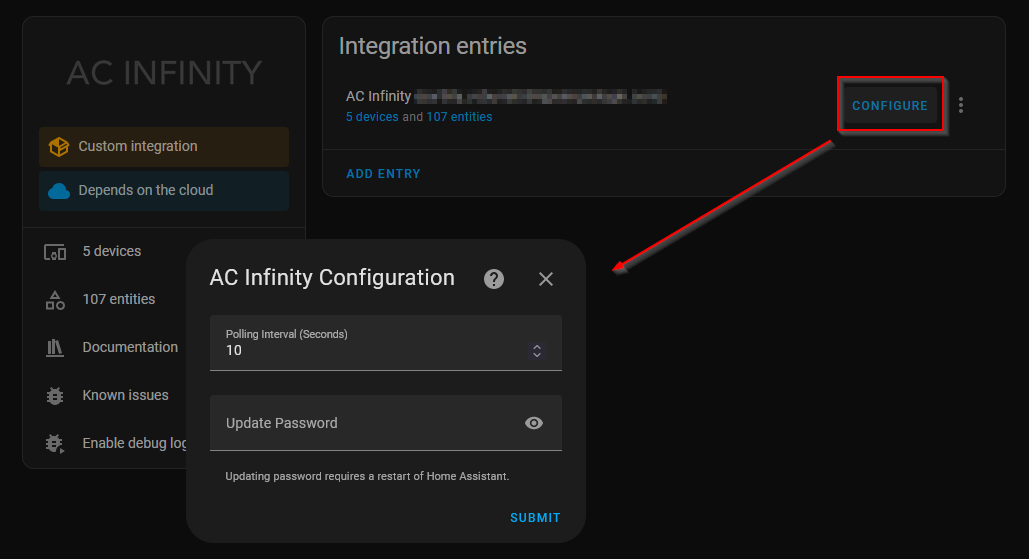 AC INFINITY
Custom integration
Depends on the cloud
5 devices
107 entities
Documentation
Known issues
Enable debug log
Integration entries
AC Infinity
5 devices and 107 entities
CONFIGURE
ADD ENTRY
AC Infinity Configuration
Polling Interval (Seconds)
10
Update Password
Updating password requires a restart of Home Assistant.
SUBMIT